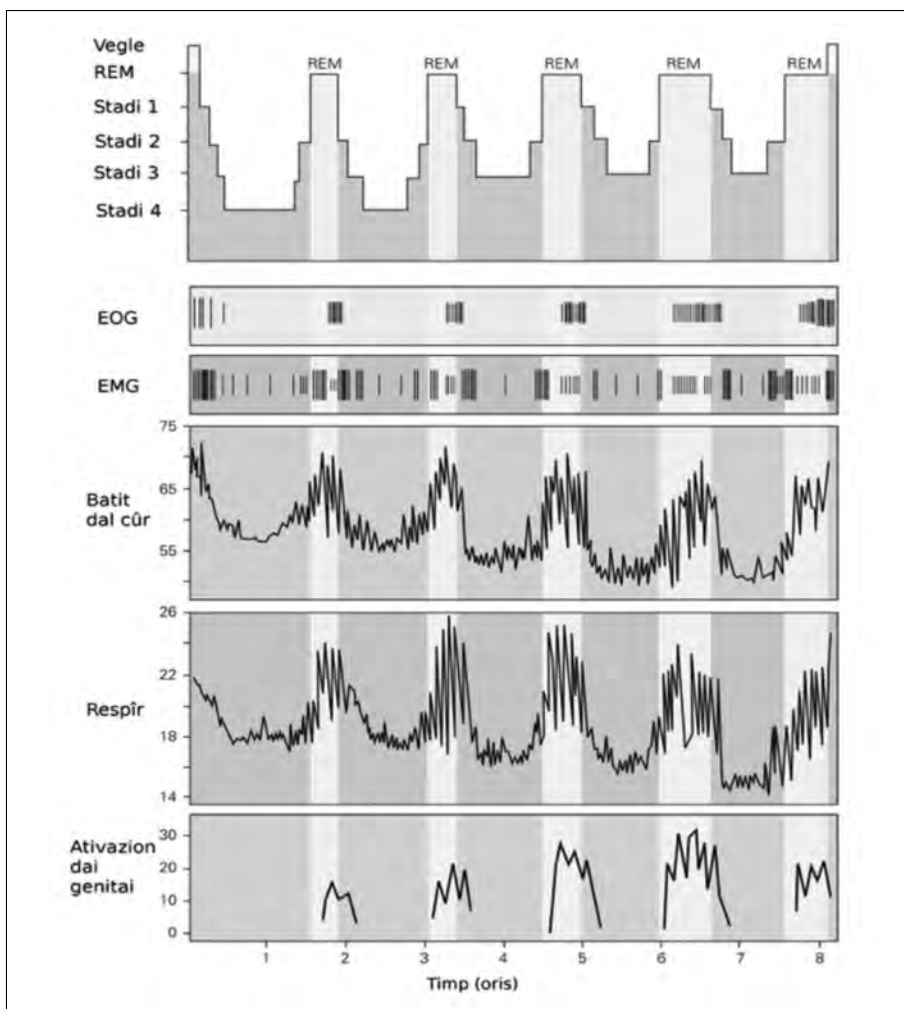 Vegle
REM
REM REM REM REM REM
Stadi 1
Stadi 2
Stadi 3
Stadi 4
EOG
EMG
75
65
55
Batit
dal cûr
26
22
18
14
Respîr
30
20
10
0
Ativazion
dai
genitai
1 2 3 4 5 6 7 8
Timp (oris)